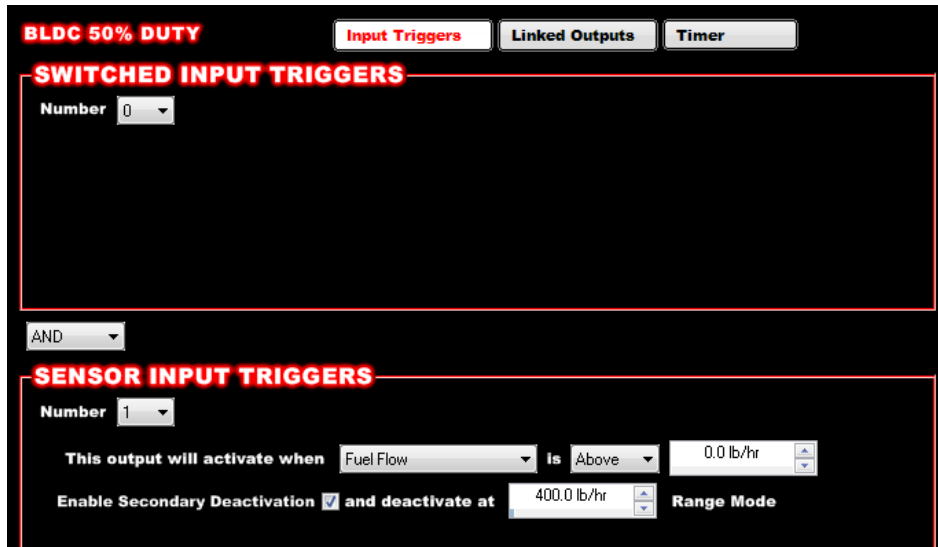 BLDC 50% DUTY Input Triggers Linked Outputs Timer
SWITCHED INPUT TRIGGERS
Number 0
AND
SENSOR INPUT TRIGGERS
Number 1
This output will activate when Fuel Flow is Above 0.0 lb/hr
Enable Secondary Deactivation and deactivate at 400.0 lb/hr Range Mode